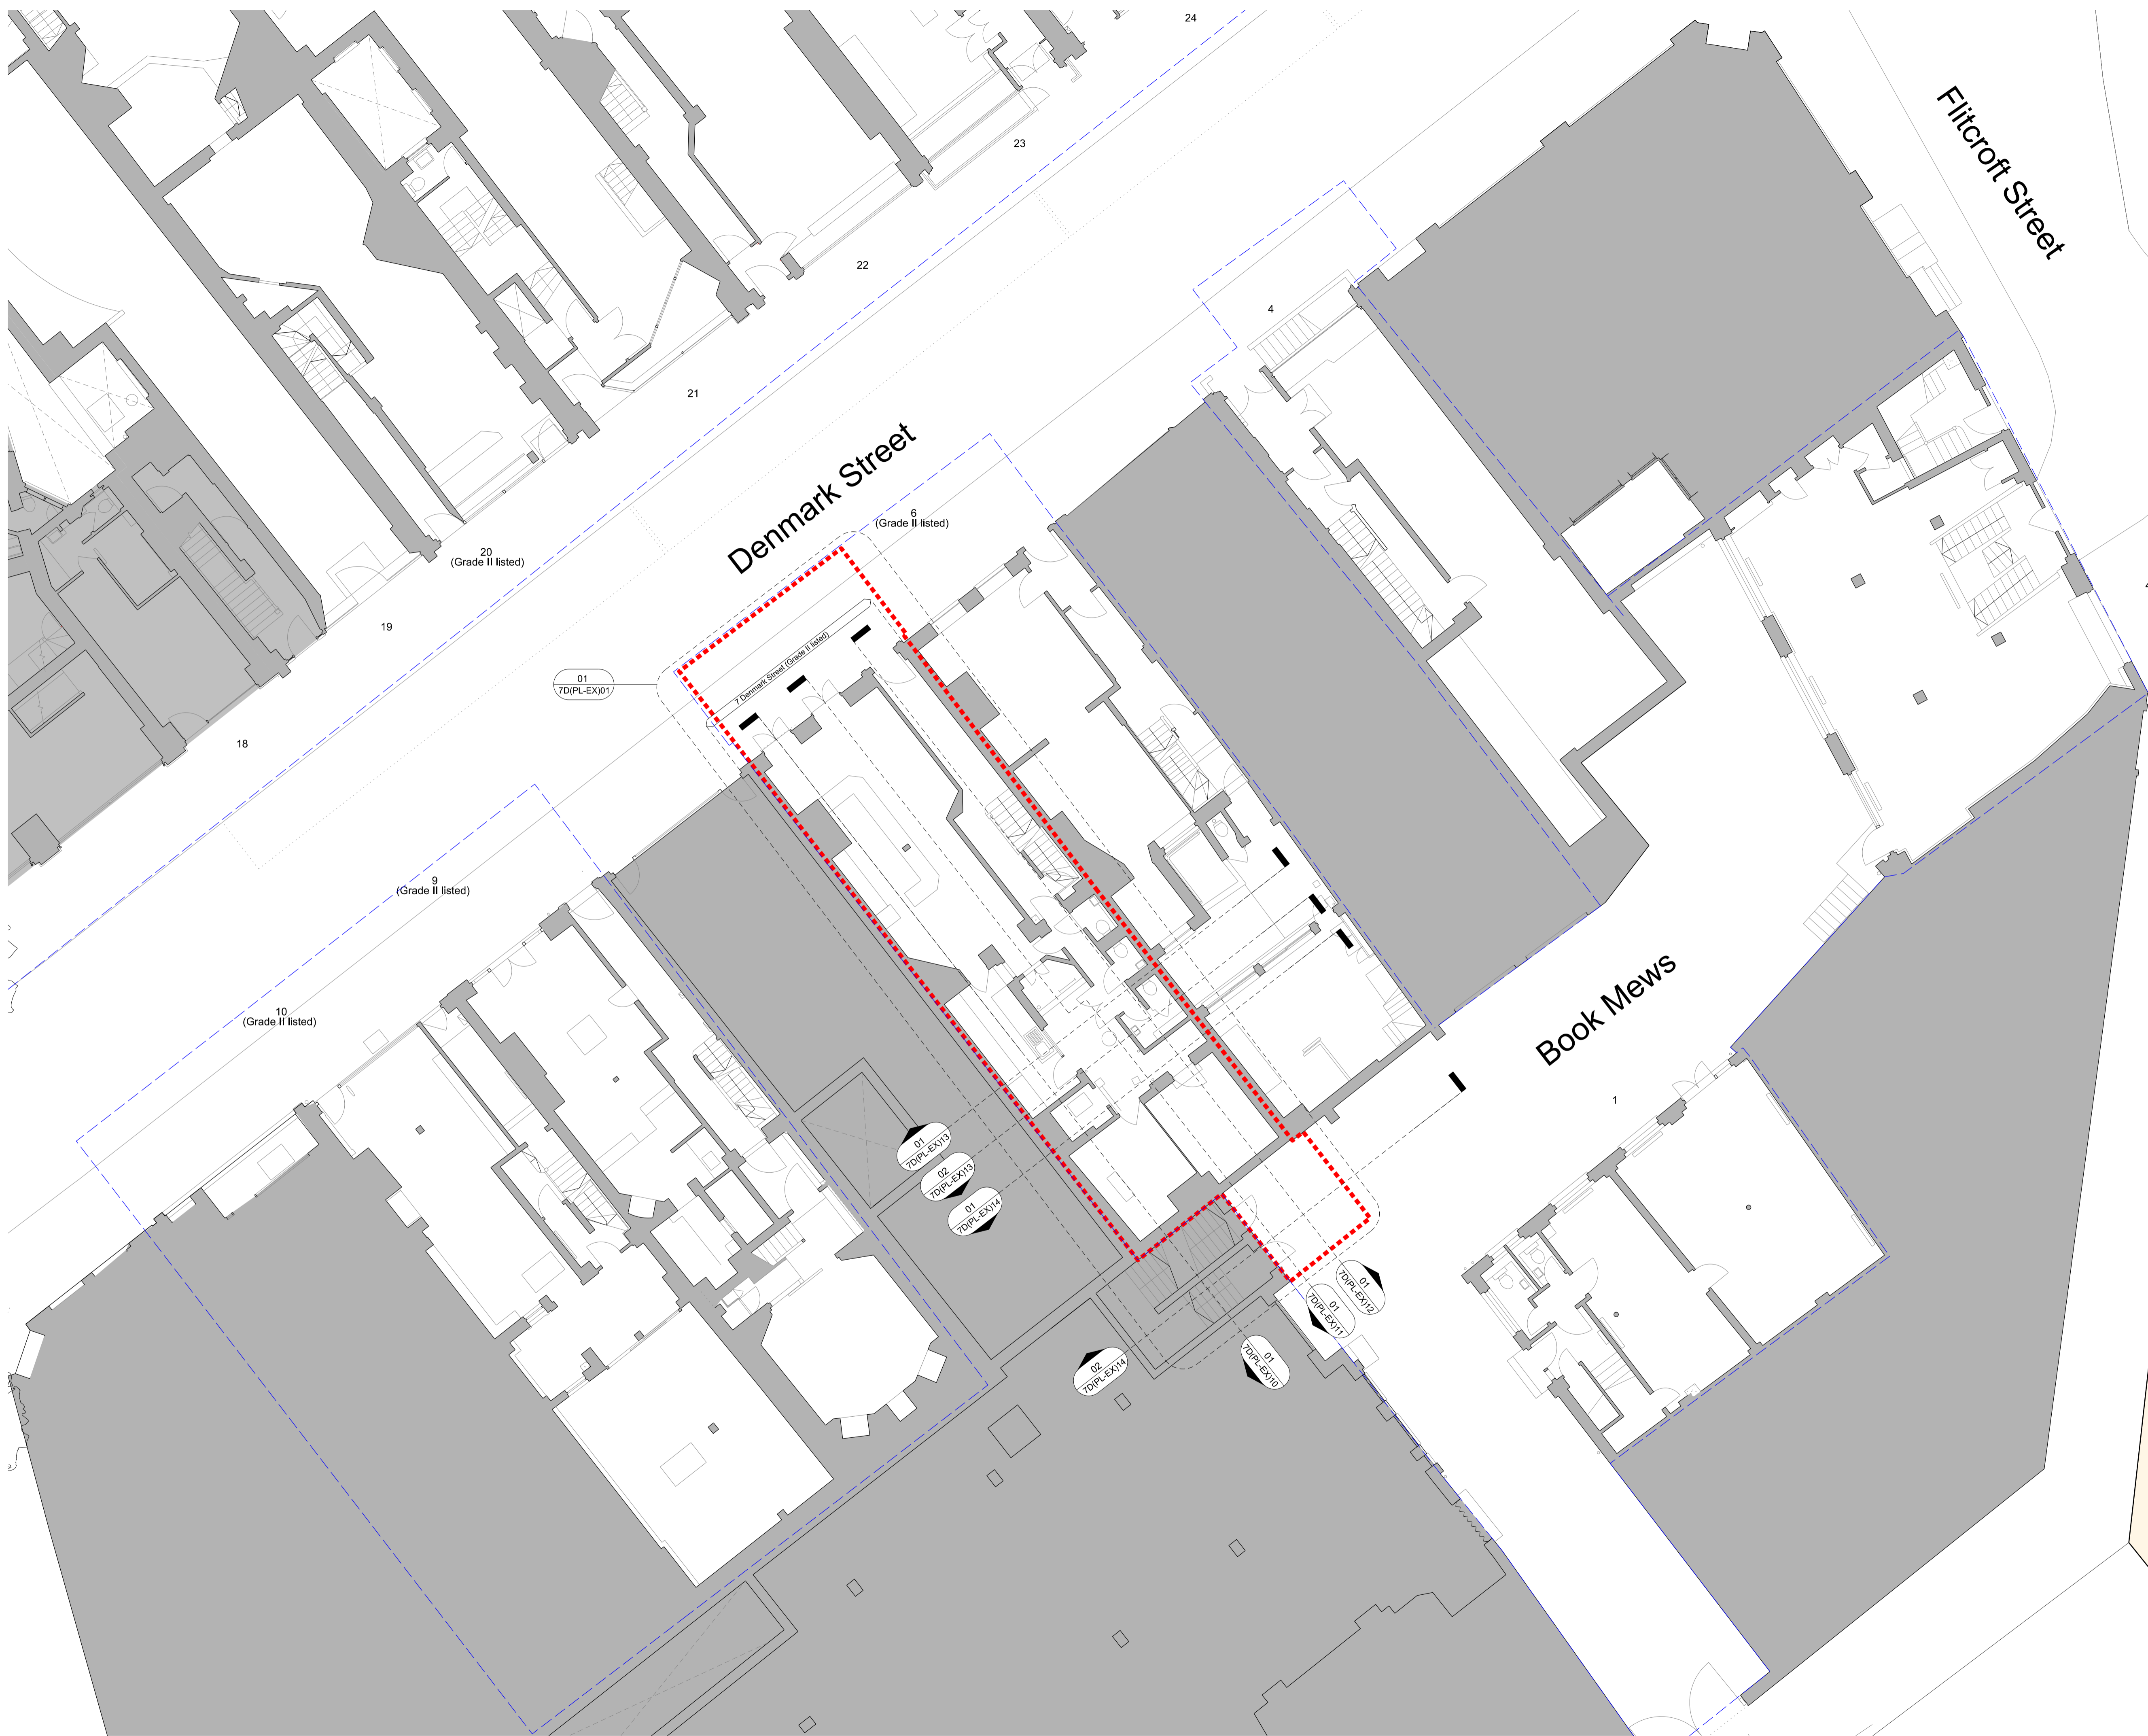 24
Flitcroft Street
23
22
4
21
Denmark Street
6
(Grade II listed)
20
(Grade II listed)
19
7 Denmark Street (Grade II listed)
01
7D(PL-EX)01
18
9
(Grade II listed)
10
(Grade II listed)
Book Mews
1
01
7D(PL-EX)13
02
7D(PL-EX)13
01
7D(PL-EX)14
01
7D(PL-EX)12
01
7D(PL-EX)11
01
7D(PL-EX)10
02
7D(PL-EX)14